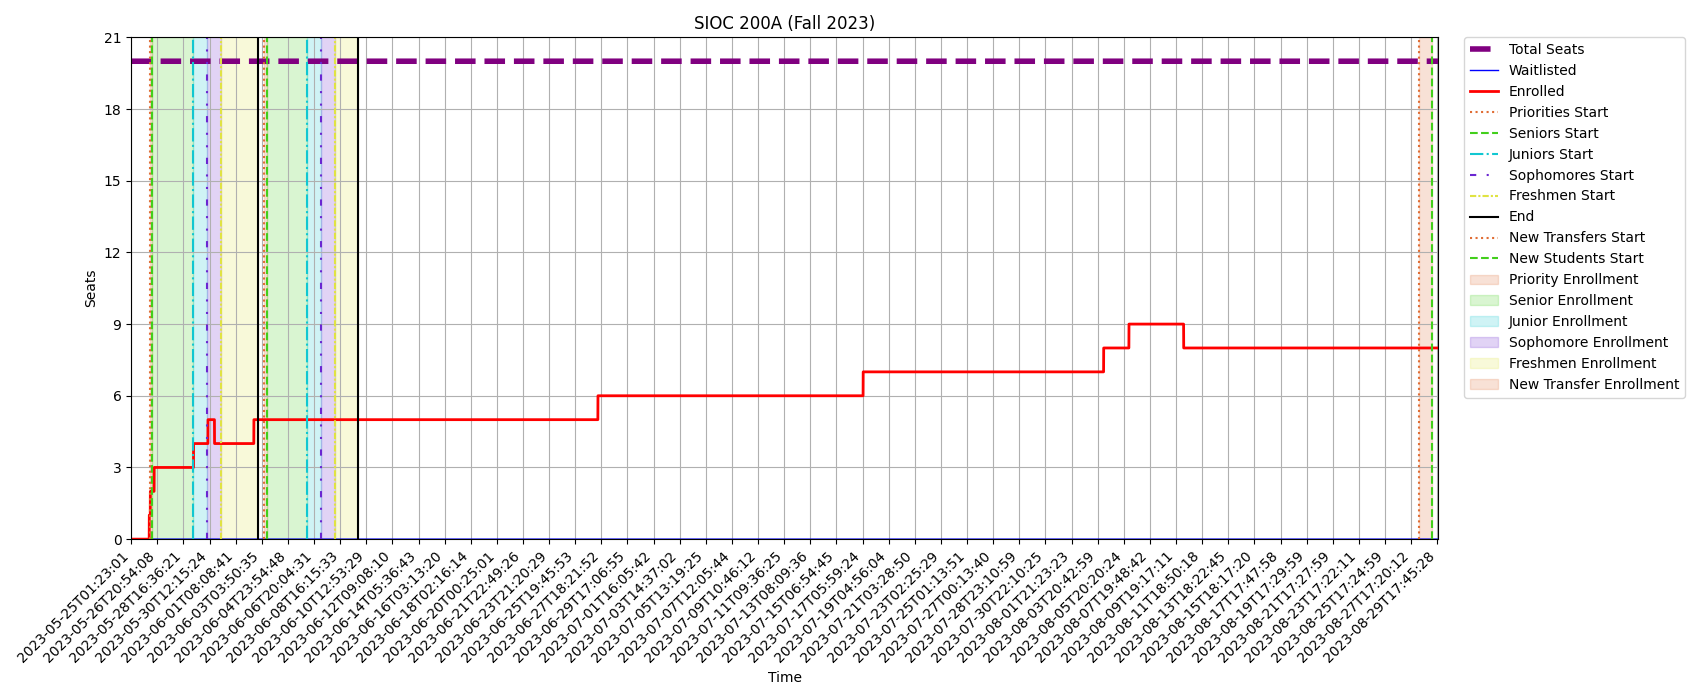 SIOC 200A (Fall 2023)
21
18
15
12
9
6
3
0
Seats
2023-05-25T01:23:01
2023-05-26T20:54:08
2023-05-28T16:36:21
2023-05-30T12:15:24
2023-06-01T08:08:41
2023-06-03T03:50:35
2023-06-04T23:54:48
2023-06-06T20:04:31
2023-06-08T16:15:33
2023-06-10T12:53:29
2023-06-12T09:08:10
2023-06-14T05:36:43
2023-06-16T03:13:20
2023-06-18T02:16:14
2023-06-20T00:25:01
2023-06-21T22:49:26
2023-06-23T21:20:29
2023-06-25T19:45:53
2023-06-27T18:21:52
2023-06-29T17:06:55
2023-07-01T16:05:42
2023-07-03T14:37:02
2023-07-05T13:19:25
2023-07-07T12:05:44
2023-07-09T10:46:12
2023-07-11T09:36:25
2023-07-13T08:09:36
2023-07-15T06:54:45
2023-07-17T05:59:24
2023-07-19T04:56:04
2023-07-21T03:28:50
2023-07-23T02:25:29
2023-07-25T01:13:51
2023-07-27T00:13:40
2023-07-28T23:10:59
2023-07-30T22:10:25
2023-08-01T21:23:23
2023-08-03T20:42:59
2023-08-05T20:20:24
2023-08-07T19:48:42
2023-08-09T19:17:11
2023-08-11T18:50:18
2023-08-13T18:22:45
2023-08-15T18:17:20
2023-08-17T17:47:58
2023-08-19T17:29:59
2023-08-21T17:27:59
2023-08-23T17:22:11
2023-08-25T17:24:59
2023-08-27T17:20:12
2023-08-29T17:45:28
Time
Total Seats
Waitlisted
Enrolled
Priorities Start
Seniors Start
Juniors Start
Sophomores Start
Freshmen Start
End
New Transfers Start
New Students Start
Priority Enrollment
Senior Enrollment
Junior Enrollment
Sophomore Enrollment
Freshmen Enrollment
New Transfer Enrollment